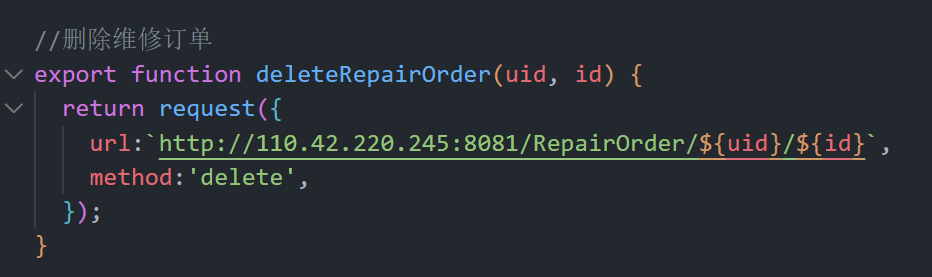 //删除维修订单
export function deleteRepairOrder(uid, id) {
  return request({
    url:`http://110.42.220.245:8081/RepairOrder/${uid}/${id}`,
    method:'delete',
  });
}